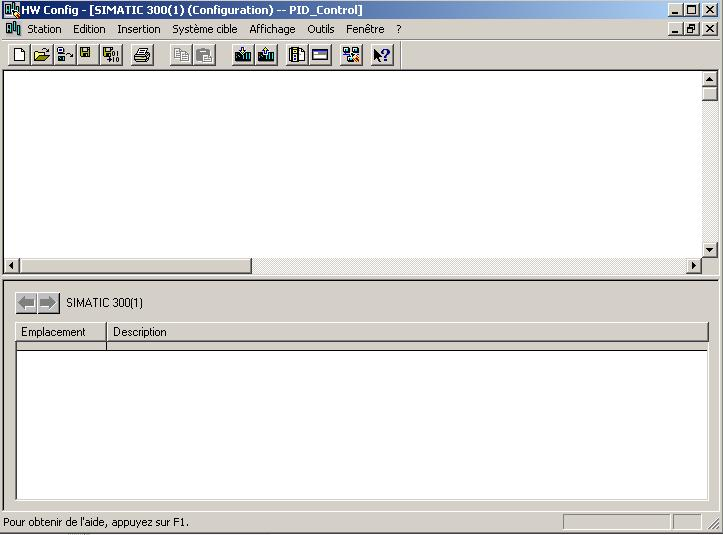 HW Config - [SIMATIC 300(1) (Configuration) -- PID_Control]
Station Edition Insertion Système cible Affichage Outils Fenêtre ?
SIMATIC 300(1)
Emplacement Description
Pour obtenir de l'aide, appuyez sur F1.